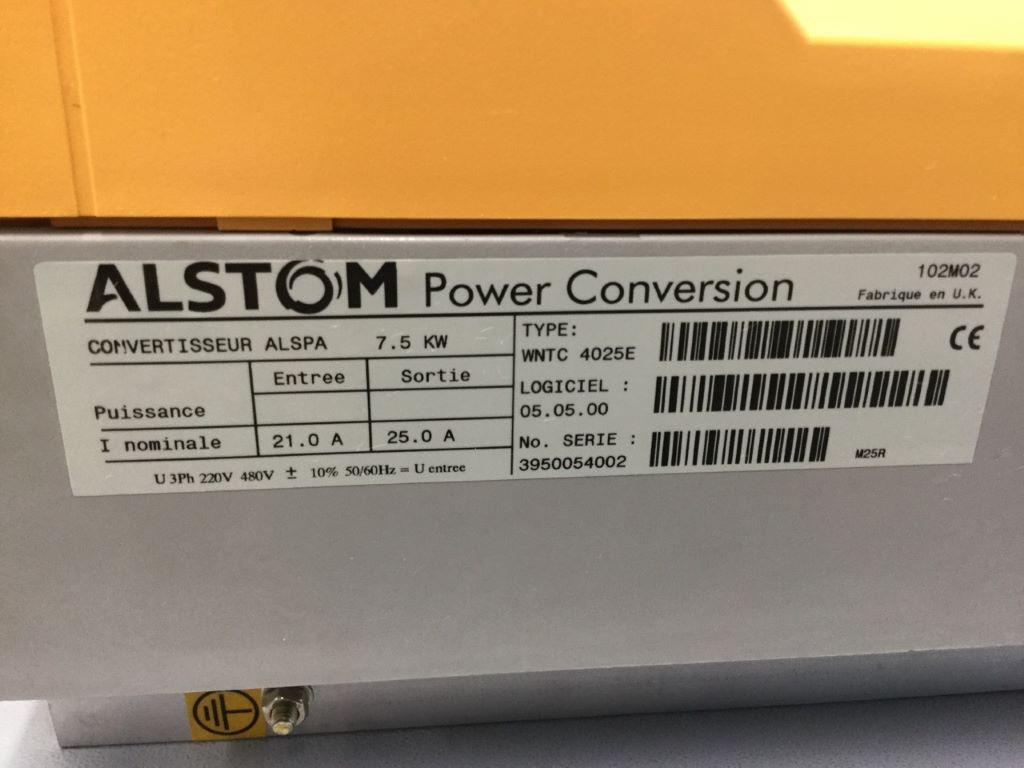 ALSTOM Power Conversion
102M02
Fabrique en U.K.
CONVERTISSEUR ALSPA 7.5 KW
Entree Sortie
Puissance
I nominale 21.0 A 25.0 A
U 3Ph 220V 480V ± 10% 50/60Hz = U entree
TYPE:
WNTC 4025E
CE
LOGICIEL :
05.05.00
No. SERIE :
3950054002
M25R